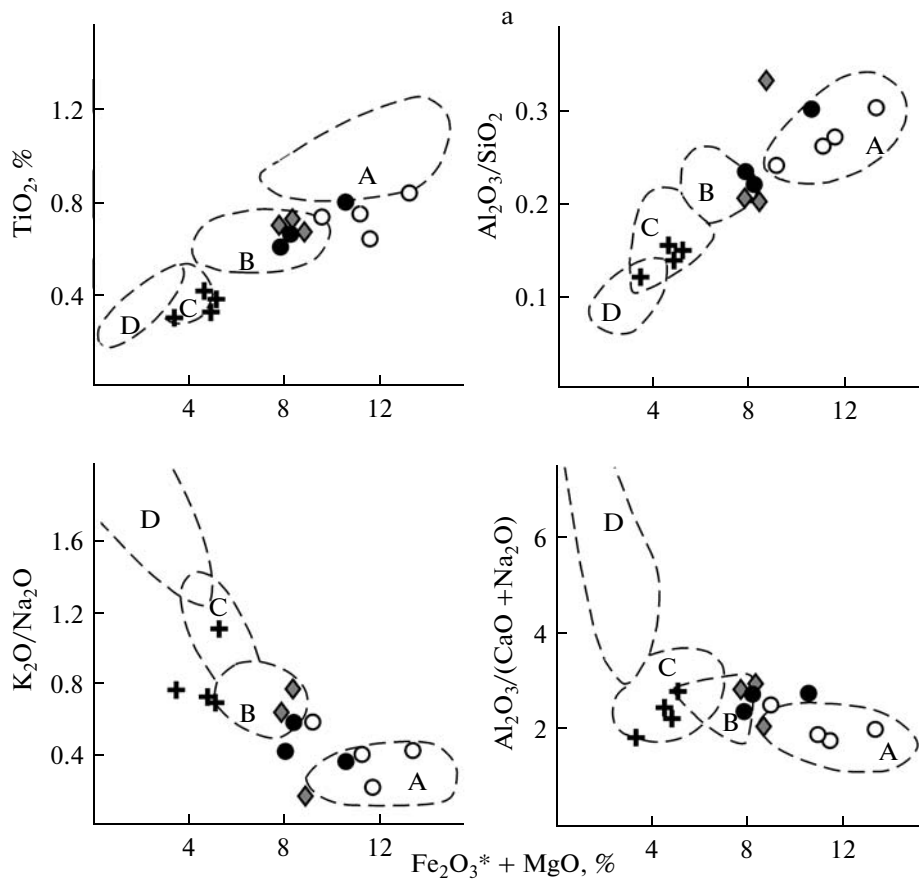 a
TiO₂, %
1.2
0.8
0.4
A
B
C
D
4 8 12
Al₂O₃/SiO₂
0.3
0.2
0.1
A
B
C
D
4 8 12
K₂O/Na₂O
1.6
1.2
0.8
0.4
D
C
B
A
4 8 12
Al₂O₃/(CaO +Na₂O)
6
4
2
D
C
B
A
4 8 12
Fe₂O₃* + MgO, %